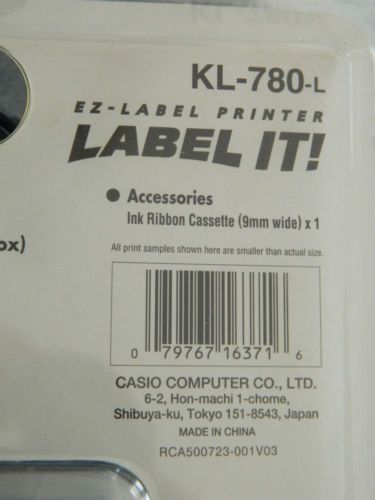 KL-780-L
EZ-LABEL PRINTER
LABEL IT!
● Accessories
Ink Ribbon Cassette (9mm wide) x 1
ox)
All print samples shown here are smaller than actual size.
0 79767 16371 6
CASIO COMPUTER CO., LTD.
6-2, Hon-machi 1-chome,
Shibuya-ku, Tokyo 151-8543, Japan
MADE IN CHINA
RCA500723-001V03